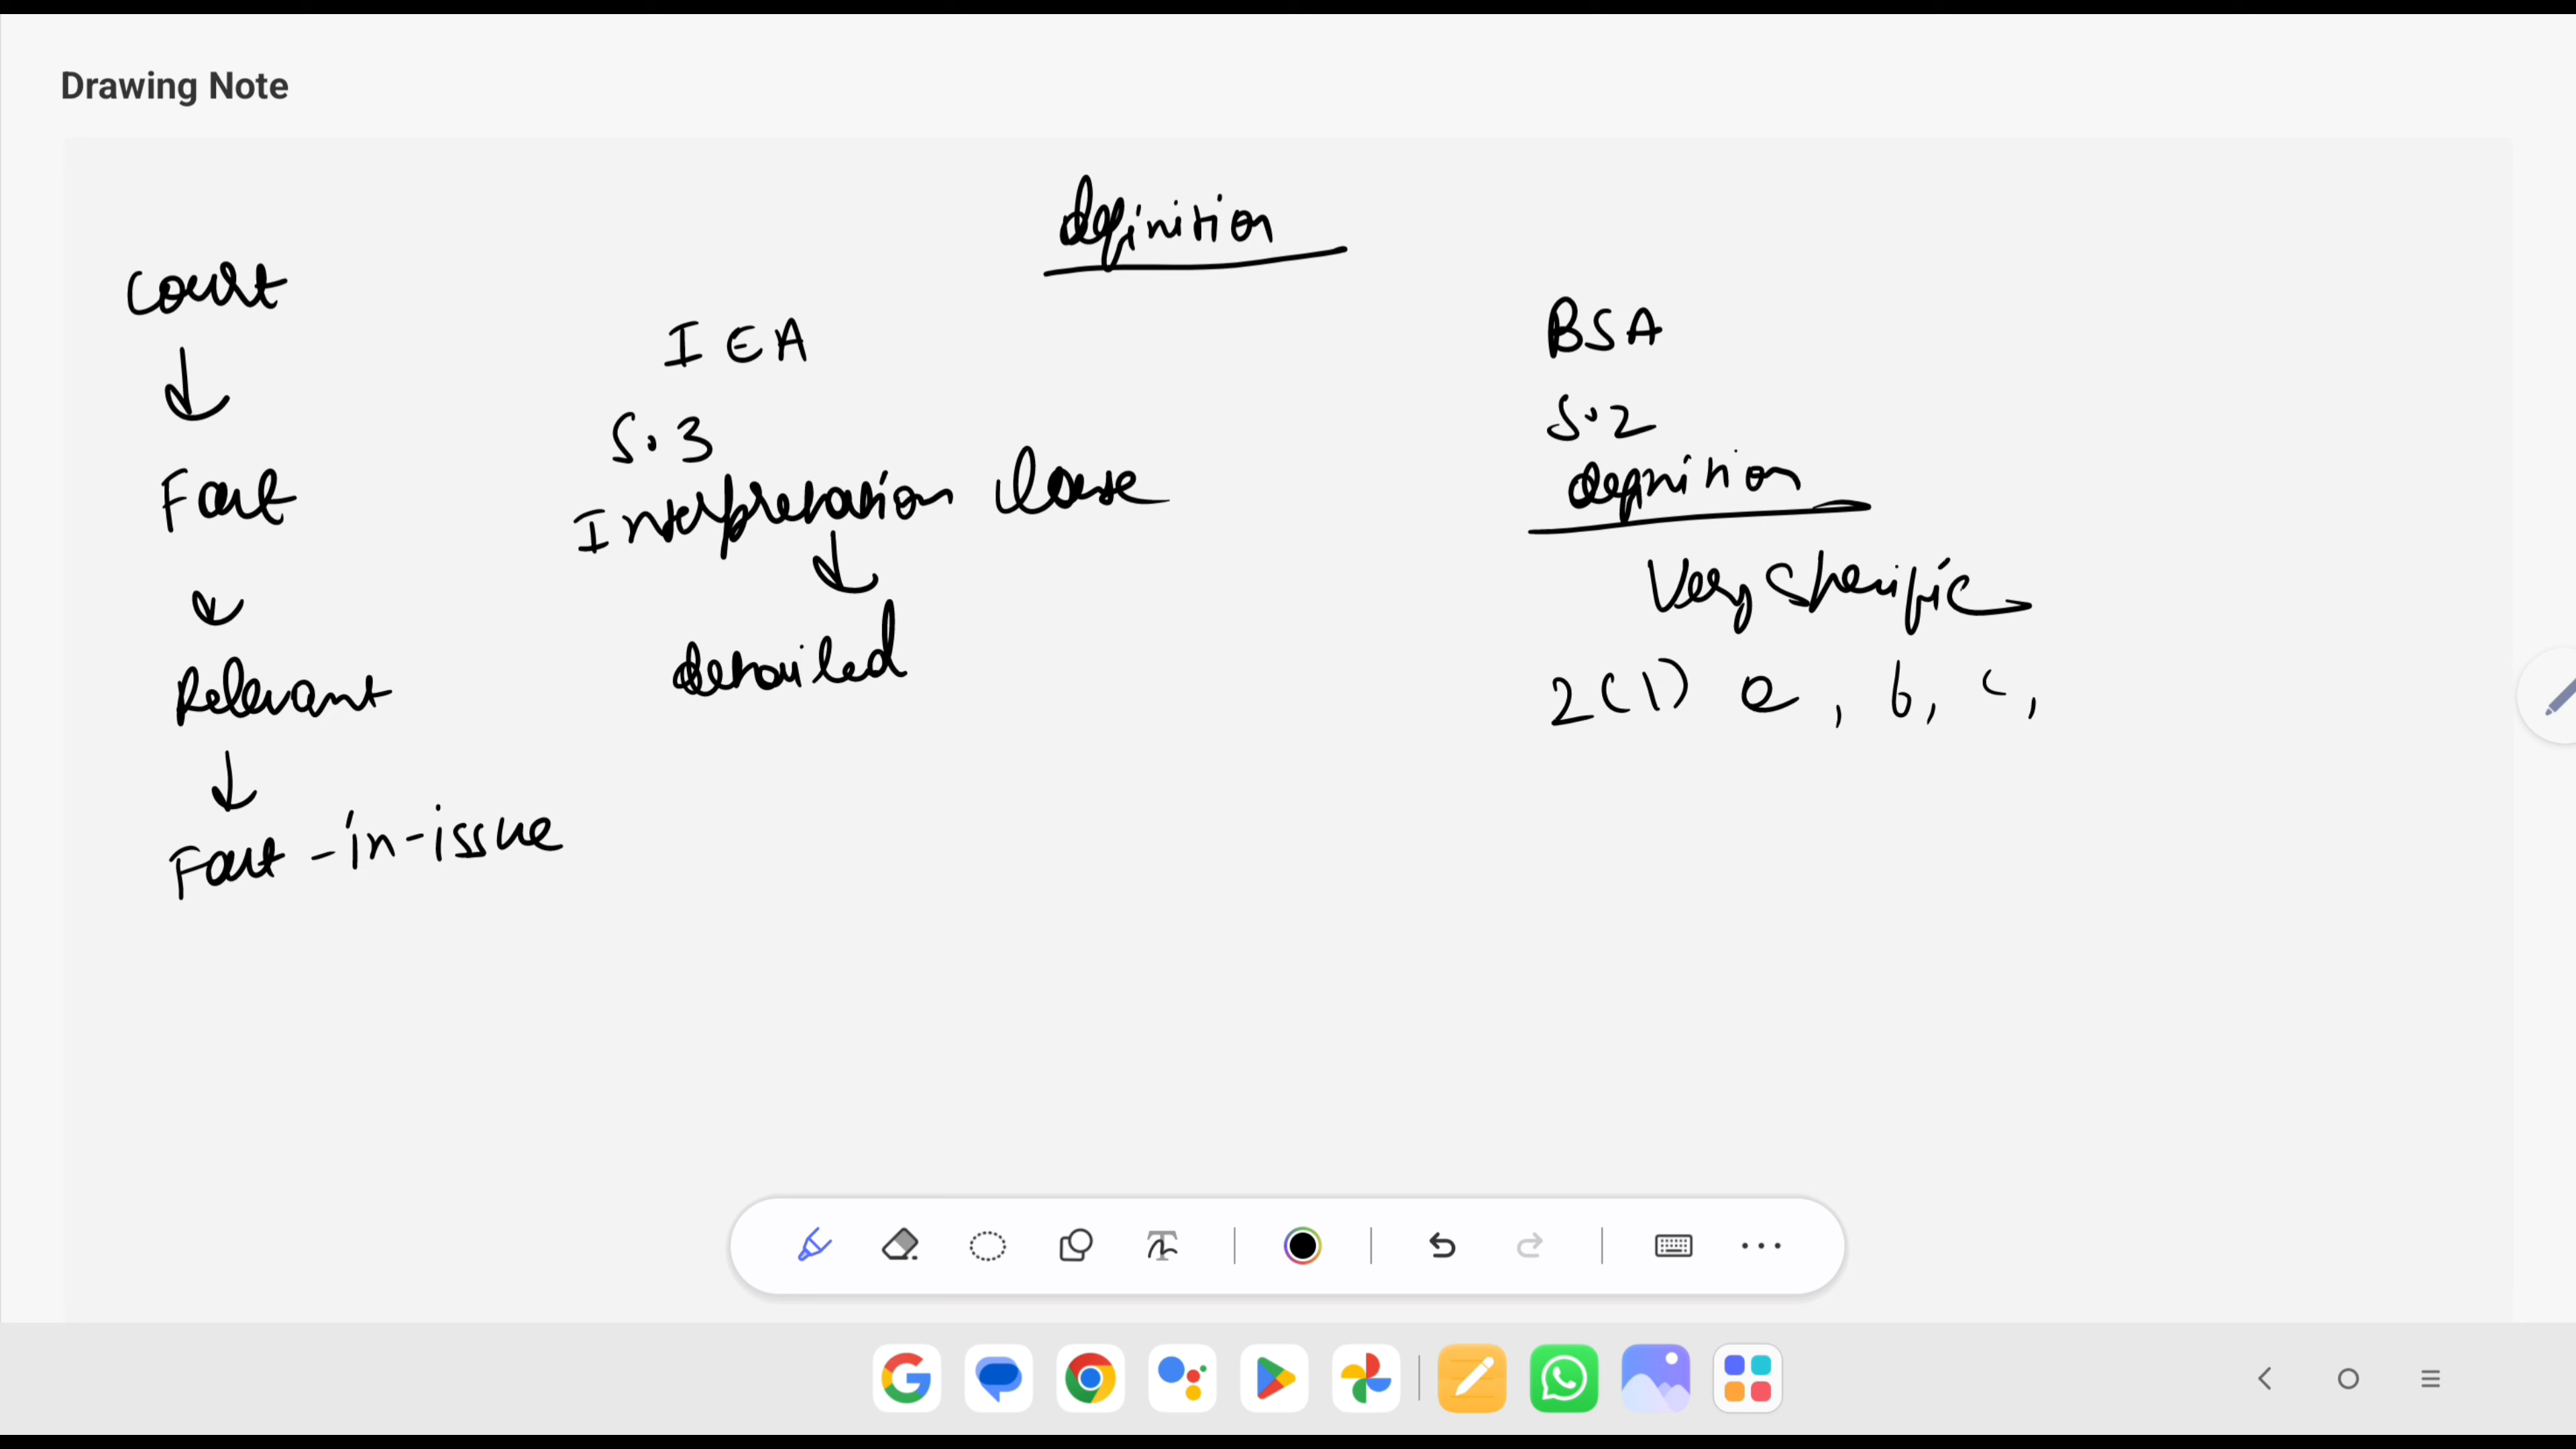 Drawing Note
definition
Court
Fact
Relevant
Fact-in-issue
IEA
S.3
Interpretation Clause
detailed
BSA
S.2
definition
Very Specific
2(1) a, b, c,